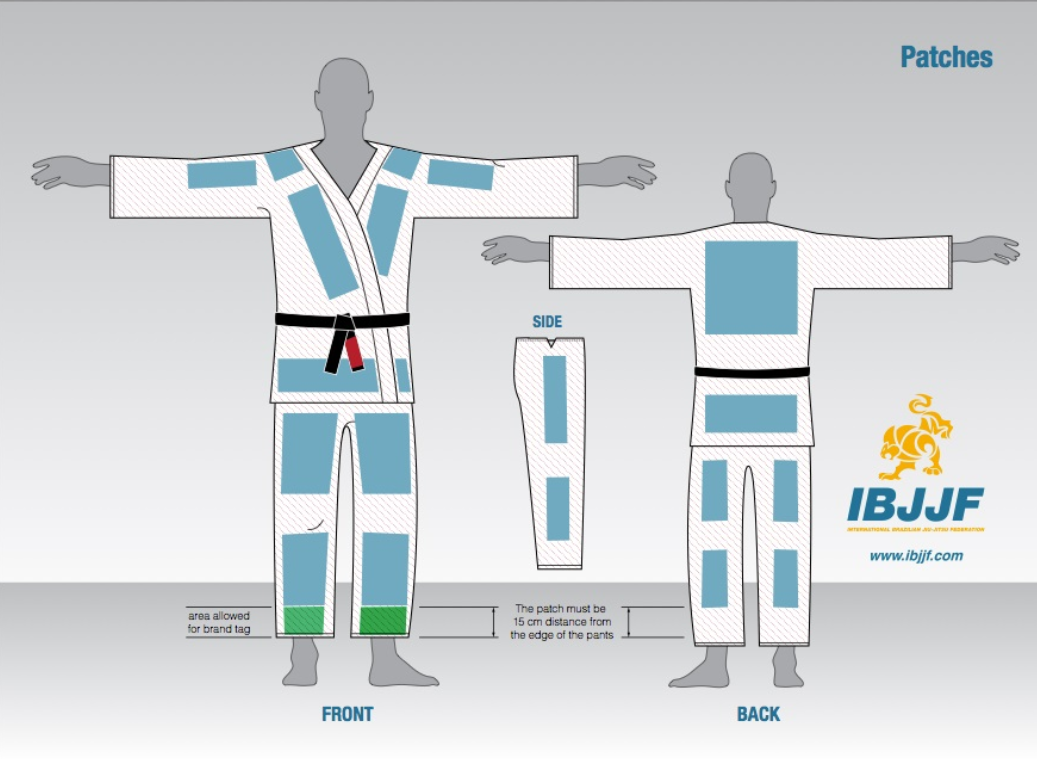 Patches
SIDE
IBJJF
INTERNATIONAL BRAZILIAN JIU-JITSU FEDERATION
www.ibjjf.com
area allowed
for brand tag
The patch must be
15 cm distance from
the edge of the pants
FRONT
BACK